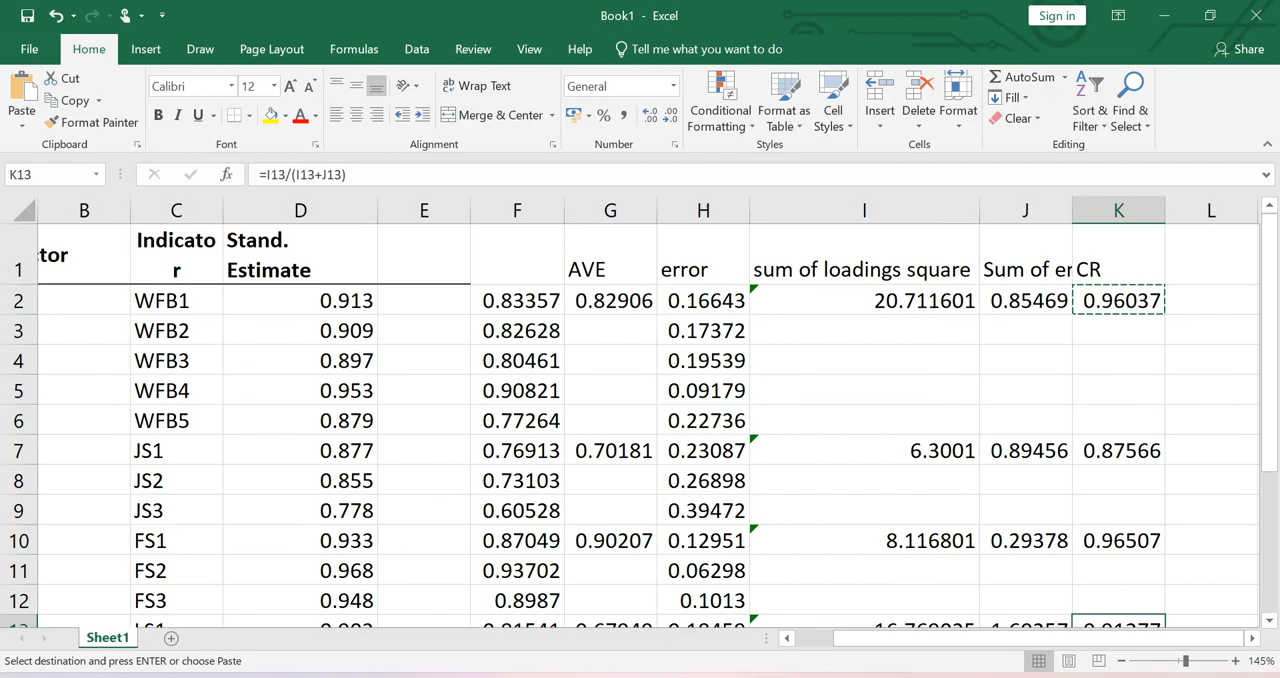 Book1 - Excel
Sign in
File Home Insert Draw Page Layout Formulas Data Review View Help Tell me what you want to do Share
Paste Cut Copy Format Painter Clipboard
Calibri 12 B I U A A A Font
ab Wrap Text Merge & Center Alignment
General % , Number
Conditional Formatting Format as Table Cell Styles Styles
Insert Delete Format Cells
AutoSum Fill Clear Sort & Filter Find & Select Editing
K13 fx =I13/(I13+J13)
B C D E F G H I J K L
1 Indicato r Stand. Estimate AVE error sum of loadings square CR
2 WFB1 0.913 0.83357 0.82906 0.16643 20.711601 0.85469 0.96037
3 WFB2 0.909 0.82628 0.17372
4 WFB3 0.897 0.80461 0.19539
5 WFB4 0.953 0.90821 0.09179
6 WFB5 0.879 0.77264 0.22736
7 JS1 0.877 0.76913 0.70181 0.23087 6.3001 0.89456 0.87566
8 JS2 0.855 0.73103 0.26898
9 JS3 0.778 0.60528 0.39472
10 FS1 0.933 0.87049 0.90207 0.12951 8.116801 0.29378 0.96507
11 FS2 0.968 0.93702 0.06298
12 FS3 0.948 0.8987 0.1013
Sheet1
Select destination and press ENTER or choose Paste
145%